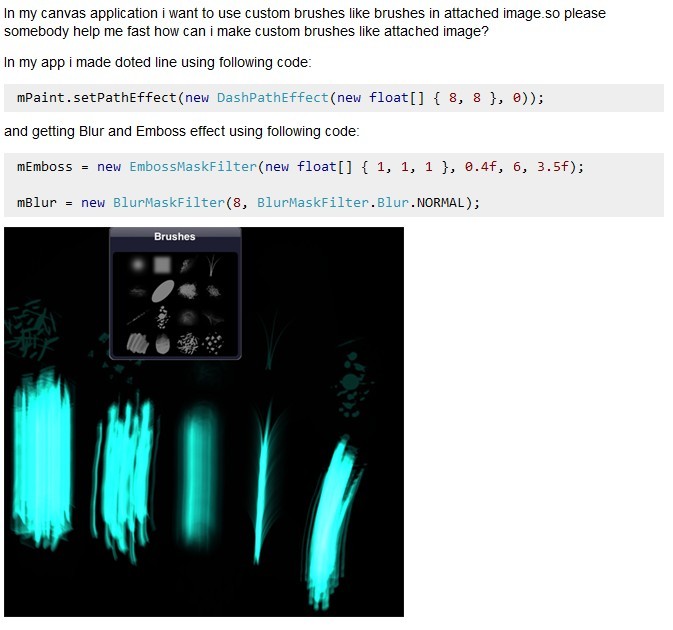 In my canvas application i want to use custom brushes like brushes in attached image.so please
somebody help me fast how can i make custom brushes like attached image?
In my app i made doted line using following code:
mPaint.setPathEffect(new DashPathEffect(new float[] { 8, 8 }, 0));
and getting Blur and Emboss effect using following code:
mEmboss = new EmbossMaskFilter(new float[] { 1, 1, 1 }, 0.4f, 6, 3.5f);
mBlur = new BlurMaskFilter(8, BlurMaskFilter.Blur.NORMAL);
Brushes